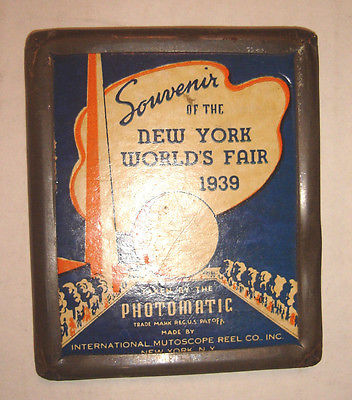 Souvenir
OF THE
NEW YORK
WORLD'S FAIR
1939
BY THE
PHOTOMATIC
TRADE MARK REG. U.S. PAT. OFF.
MADE BY
INTERNATIONAL MUTOSCOPE REEL CO., INC.
NEW YORK, N.Y.